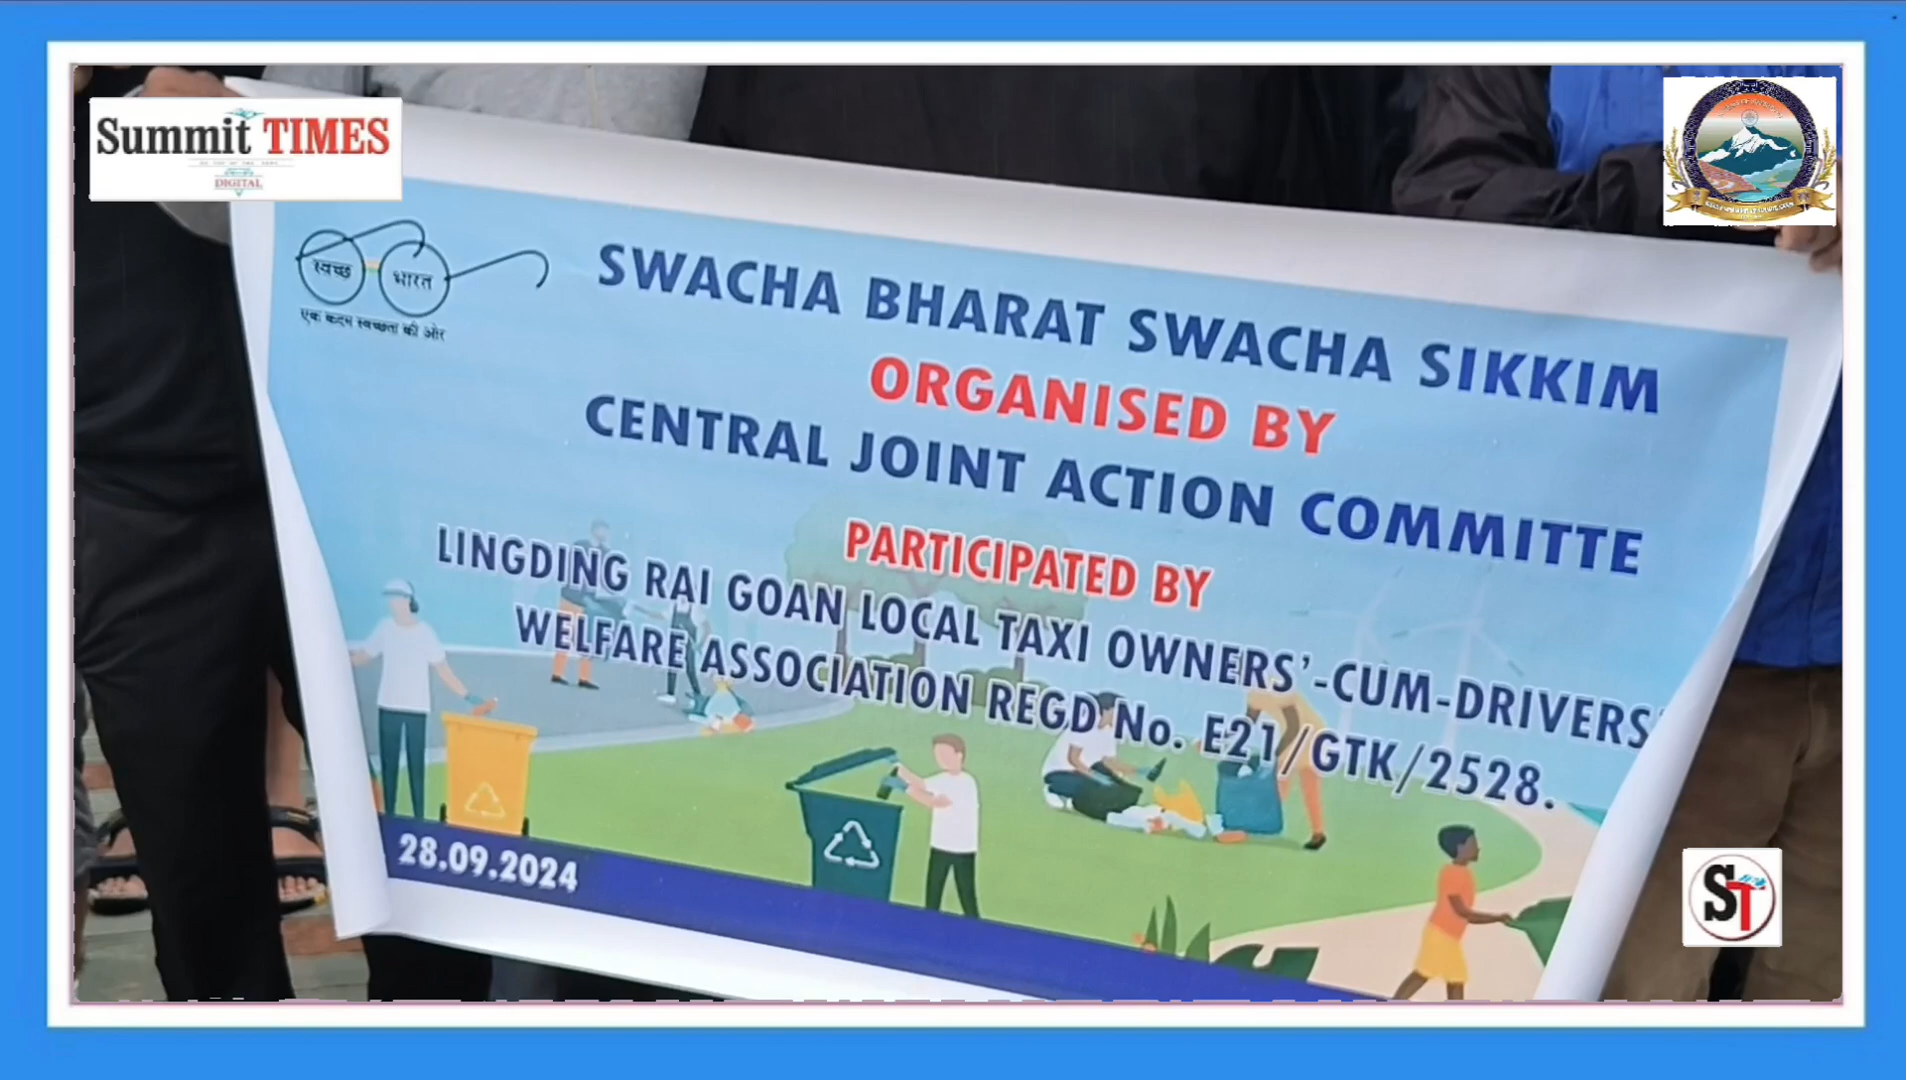 Summit TIMES
DIGITAL
स्वच्छ भारत
एक कदम स्वच्छता की ओर
SWACHA BHARAT SWACHA SIKKIM
ORGANISED BY
CENTRAL JOINT ACTION COMMITTE
PARTICIPATED BY
LINGDING RAI GOAN LOCAL TAXI OWNERS'-CUM-DRIVERS'
WELFARE ASSOCIATION REGD No. E21/GTK/2528.
28.09.2024
ST